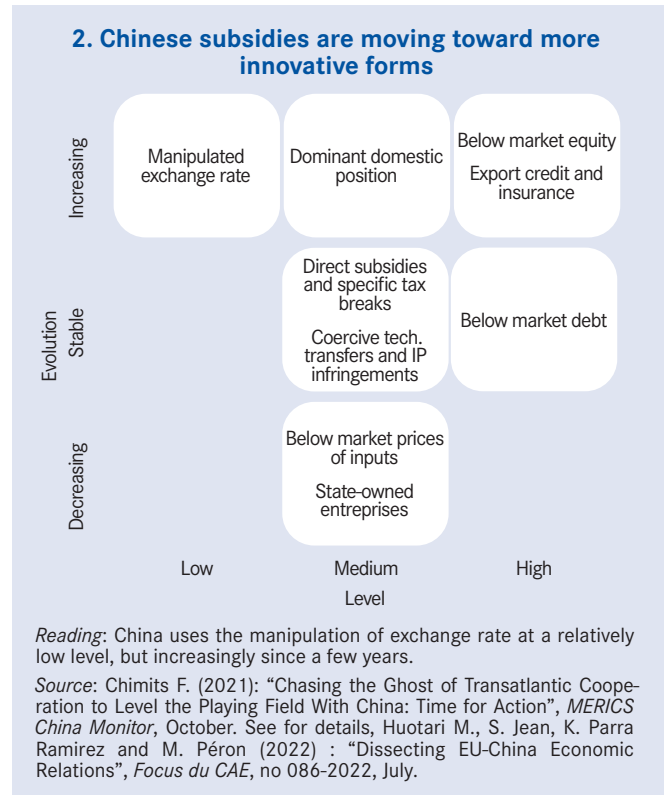 2. Chinese subsidies are moving toward more
innovative forms
Increasing
Manipulated
exchange rate
Dominant domestic
position
Below market equity
Export credit and
insurance
Evolution
Stable
Direct subsidies
and specific tax
breaks
Coercive tech.
transfers and IP
infringements
Below market debt
Decreasing
Below market prices
of inputs
State-owned
entreprises
Low
Medium
High
Level
Reading: China uses the manipulation of exchange rate at a relatively
low level, but increasingly since a few years.
Source: Chimits F. (2021): “Chasing the Ghost of Transatlantic Coope-
ration to Level the Playing Field With China: Time for Action”, MERICS
China Monitor, October. See for details, Huotari M., S. Jean, K. Parra
Ramirez and M. Péron (2022) : “Dissecting EU-China Economic
Relations”, Focus du CAE, no 086-2022, July.